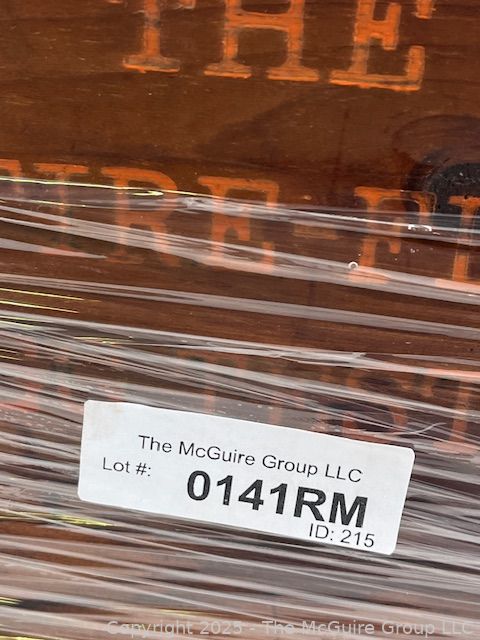 THE
The McGuire Group LLC
Lot #:
0141RM
ID: 215
Copyright 2025 - The McGuire Group LLC